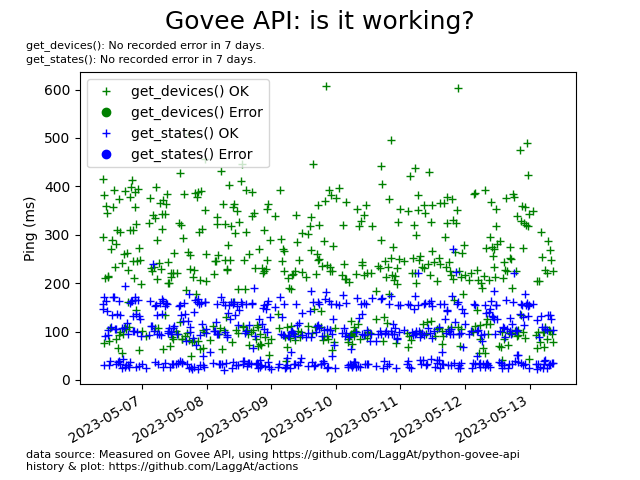 Govee API: is it working?
get_devices(): No recorded error in 7 days.
get_states(): No recorded error in 7 days.
get_devices() OK
get_devices() Error
get_states() OK
get_states() Error
Ping (ms)
600
500
400
300
200
100
0
2023-05-07
2023-05-08
2023-05-09
2023-05-10
2023-05-11
2023-05-12
2023-05-13
data source: Measured on Govee API, using https://github.com/LaggAt/python-govee-api
history & plot: https://github.com/LaggAt/actions